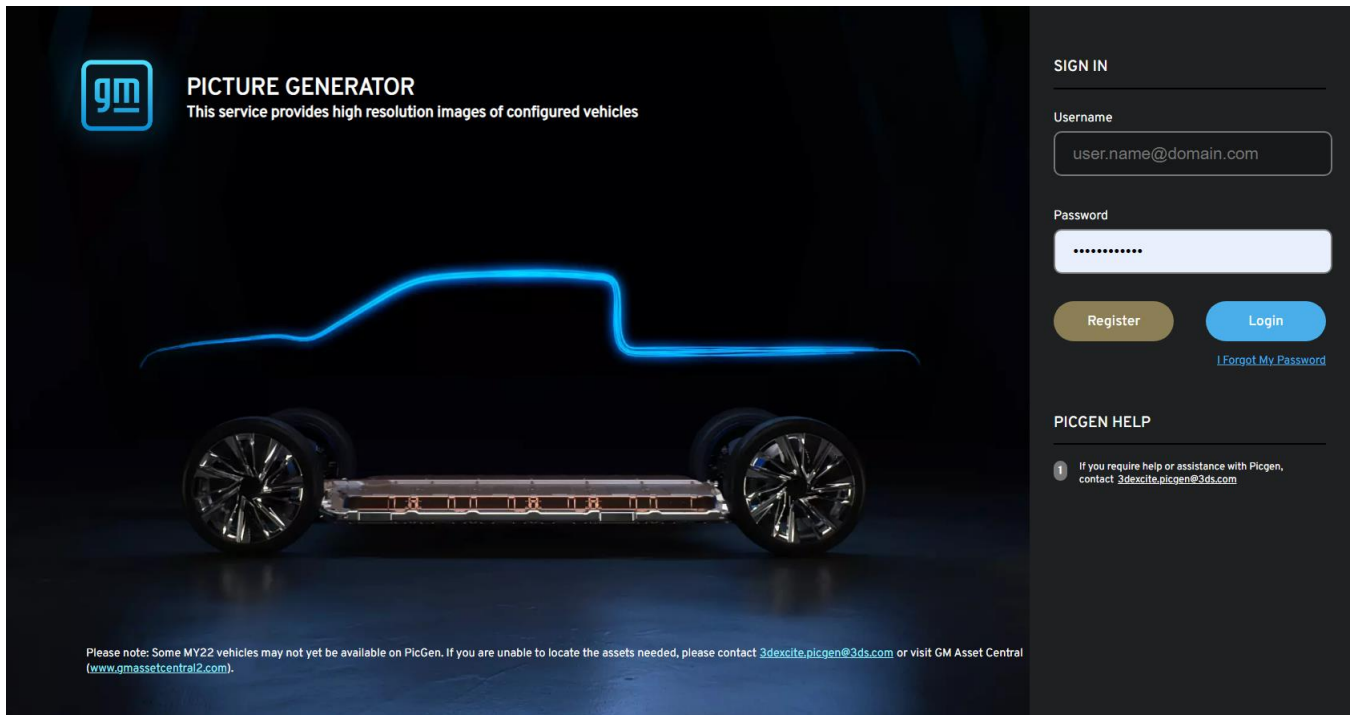 gm
PICTURE GENERATOR
This service provides high resolution images of configured vehicles
Please note: Some MY22 vehicles may not yet be available on PicGen. If you are unable to locate the assets needed, please contact 3dexcite.picgen@3ds.com or visit GM Asset Central
(www.gmassetcentral2.com).
SIGN IN
Username
user.name@domain.com
Password
••••••••••••
Register
Login
I Forgot My Password
PICGEN HELP
1
If you require help or assistance with Picgen,
contact 3dexcite.picgen@3ds.com